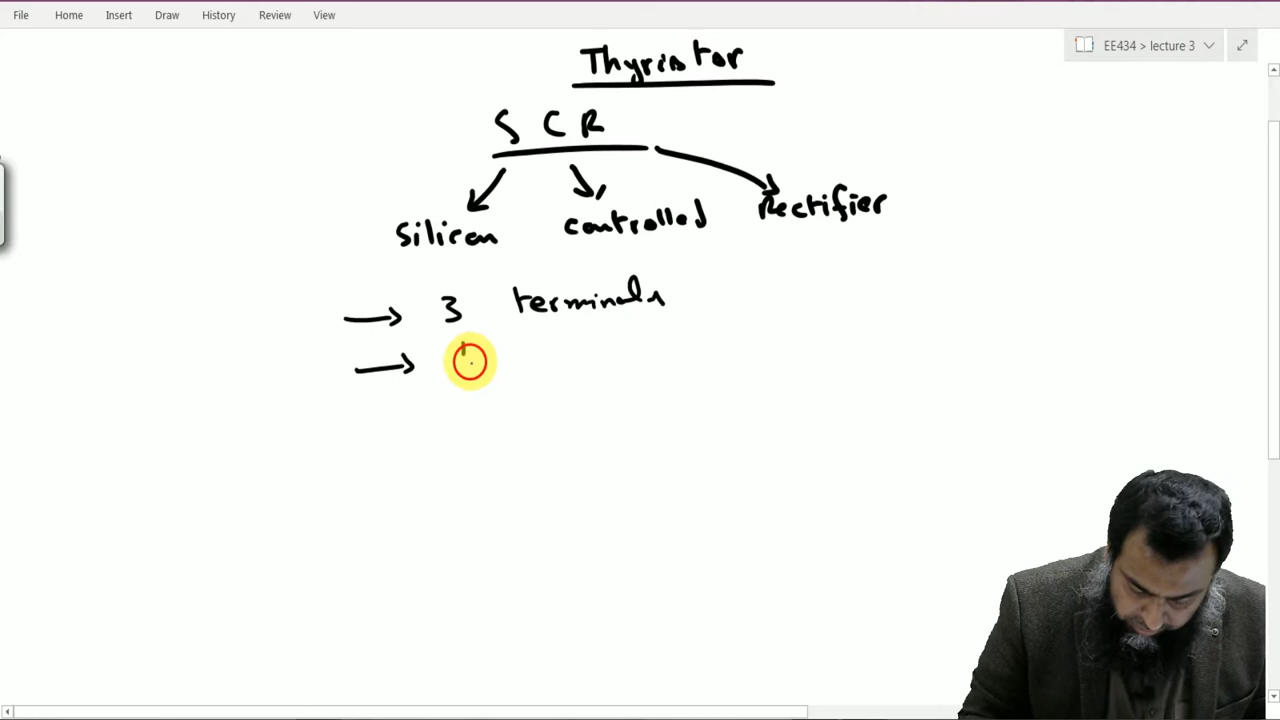 File Home Insert Draw History Review View
EE434 > lecture 3
Thyristor
S C R
Silicon controlled Rectifier
3 terminals